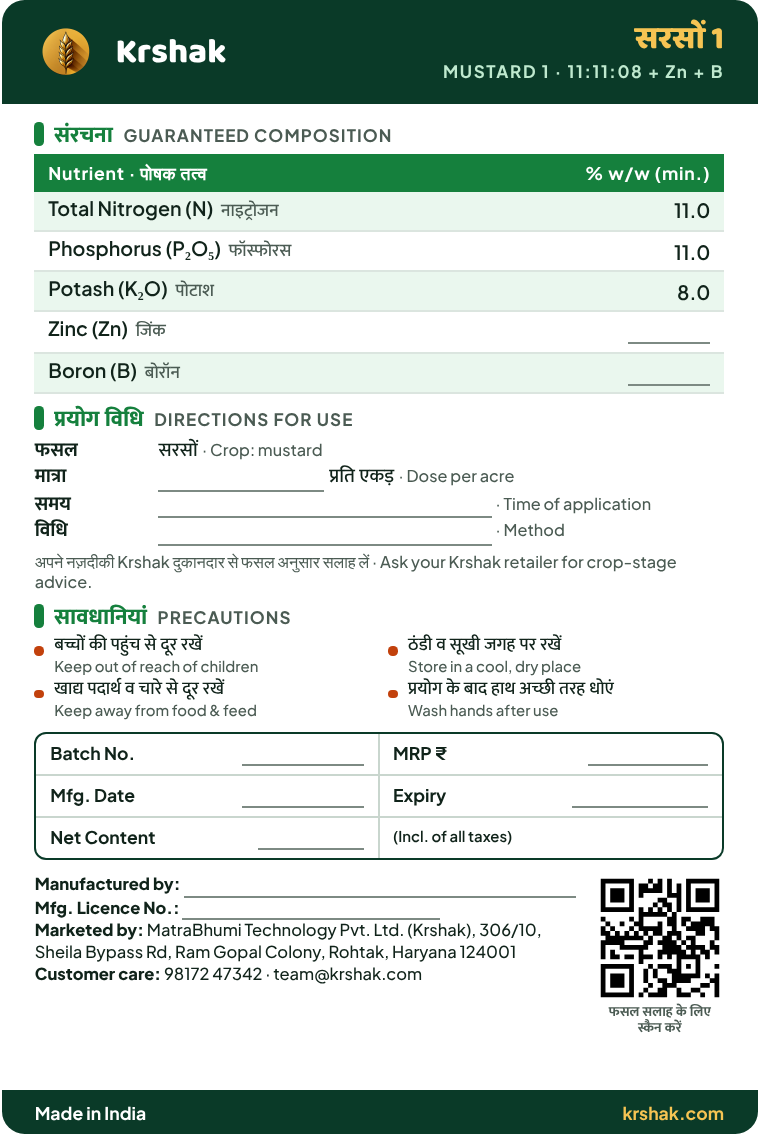 Krshak
सरसों 1
MUSTARD 1 · 11:11:08 + Zn + B
संरचना GUARANTEED COMPOSITION
Nutrient · पोषक तत्व % w/w (min.)
Total Nitrogen (N) नाइट्रोजन 11.0
Phosphorus (P₂O₅) फॉस्फोरस 11.0
Potash (K₂O) पोटाश 8.0
Zinc (Zn) जिंक
Boron (B) बोरॉन
प्रयोग विधि DIRECTIONS FOR USE
फसल सरसों · Crop: mustard
मात्रा प्रति एकड़ · Dose per acre
समय · Time of application
विधि · Method
अपने नज़दीकी Krshak दुकानदार से फसल अनुसार सलाह लें · Ask your Krshak retailer for crop-stage
advice.
सावधानियां PRECAUTIONS
बच्चों की पहुंच से दूर रखें
Keep out of reach of children
ठंडी व सूखी जगह पर रखें
Store in a cool, dry place
खाद्य पदार्थ व चारे से दूर रखें
Keep away from food & feed
प्रयोग के बाद हाथ अच्छी तरह धोएं
Wash hands after use
Batch No. MRP ₹
Mfg. Date Expiry
Net Content (Incl. of all taxes)
Manufactured by:
Mfg. Licence No.:
Marketed by: MatraBhumi Technology Pvt. Ltd. (Krshak), 306/10,
Sheila Bypass Rd, Ram Gopal Colony, Rohtak, Haryana 124001
Customer care: 98172 47342 · team@krshak.com
फसल सलाह के लिए
स्कैन करें
Made in India krshak.com